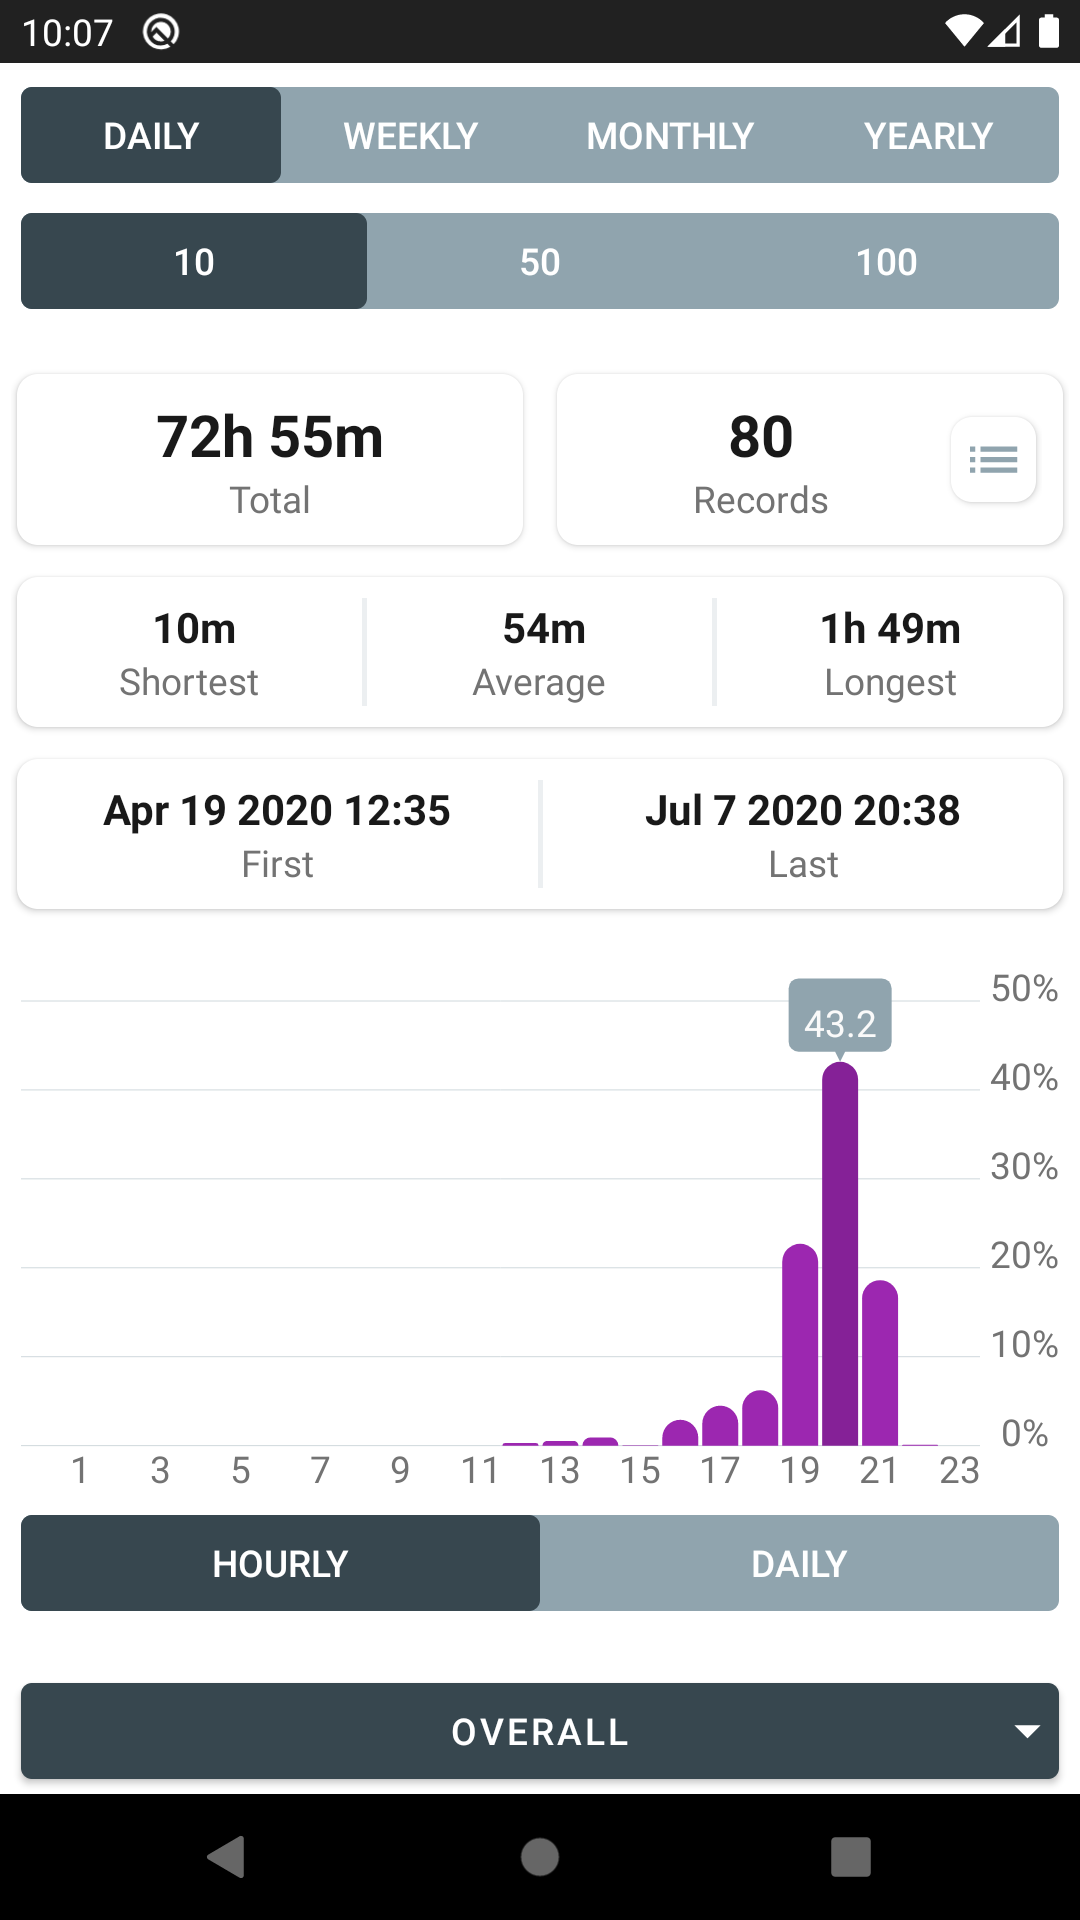 10:07
DAILY WEEKLY MONTHLY YEARLY
10 50 100
72h 55m
Total
80
Records
10m
Shortest
54m
Average
1h 49m
Longest
Apr 19 2020 12:35
First
Jul 7 2020 20:38
Last
50%
43.2
40%
30%
20%
10%
0%
1 3 5 7 9 11 13 15 17 19 21 23
HOURLY DAILY
OVERALL